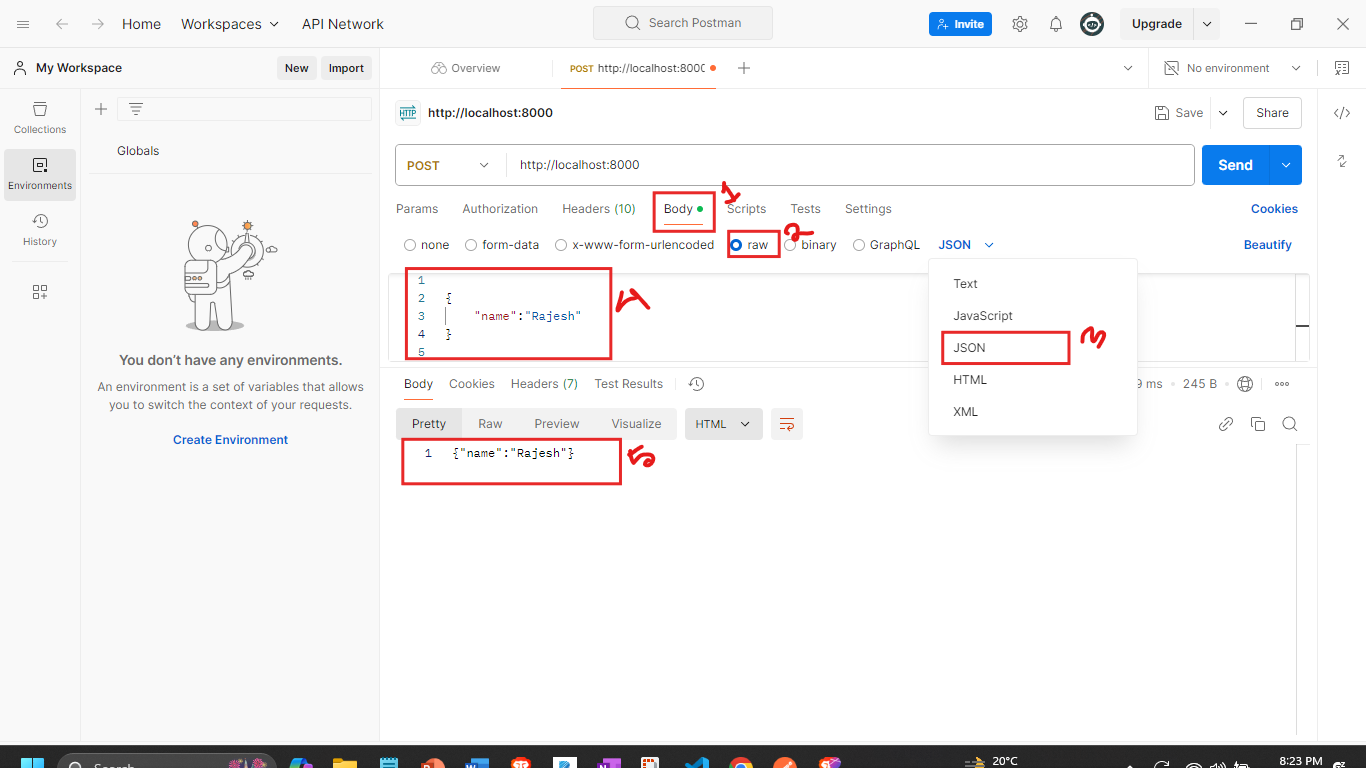 Home Workspaces API Network Search Postman Invite Upgrade
My Workspace New Import Overview POST http://localhost:8000 No environment
Collections
Environments
History
Globals
You don't have any environments.
An environment is a set of variables that allows
you to switch the context of your requests.
Create Environment
HTTP http://localhost:8000 Save Share
POST http://localhost:8000 Send
Params Authorization Headers (10) Body 1 Scripts Tests Settings Cookies
none form-data x-www-form-urlencoded raw 2 binary GraphQL JSON Beautify
1
2 {
3 "name":"Rajesh"
4 }
5
4
Text
JavaScript
JSON 3
HTML
XML
Body Cookies Headers (7) Test Results 9 ms 245 B
Pretty Raw Preview Visualize HTML
1 {"name":"Rajesh"} 5
Search 20°C 8:23 PM